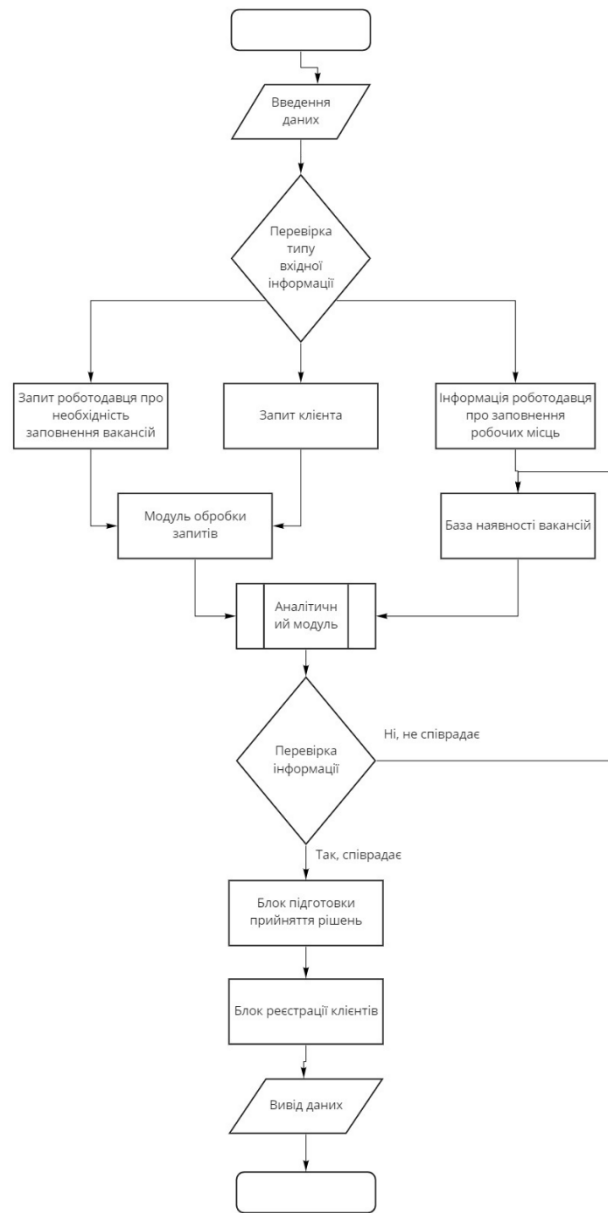 Введення
даних
Перевірка
типу
вхідної
інформації
Запит роботодавця про
необхідність
заповнення вакансій
Запит клієнта
Інформація роботодавця
про заповнення
робочих місць
Модуль обробки
запитів
База наявності вакансій
Аналітичн
ий модуль
Перевірка
інформації
Ні, не співрадає
Так, співрадає
Блок підготовки
прийняття рішень
Блок реєстрації клієнтів
Вивід даних